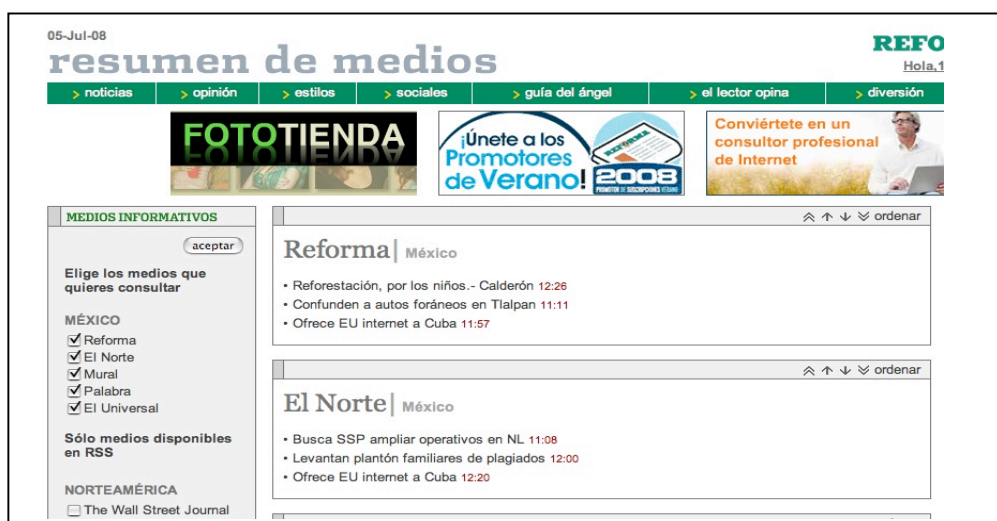 05-Jul-08
resumen de medios
REFO
Hola,1
> noticias > opinión > estilos > sociales > guía del ángel > el lector opina > diversión
FOTOTIENDA
¡Únete a los
Promotores
de Verano!
REFORMA
2008
PROMOTOR DE SUSCRIPCIONES VERANO
Conviértete en un
consultor profesional
de Internet
MEDIOS INFORMATIVOS
aceptar
Elige los medios que
quieres consultar
MÉXICO
Reforma
El Norte
Mural
Palabra
El Universal
Sólo medios disponibles
en RSS
NORTEAMÉRICA
The Wall Street Journal
ordenar
Reforma| México
• Reforestación, por los niños.- Calderón 12:26
• Confunden a autos foráneos en Tlalpan 11:11
• Ofrece EU internet a Cuba 11:57
ordenar
El Norte| México
• Busca SSP ampliar operativos en NL 11:08
• Levantan plantón familiares de plagiados 12:00
• Ofrece EU internet a Cuba 12:20